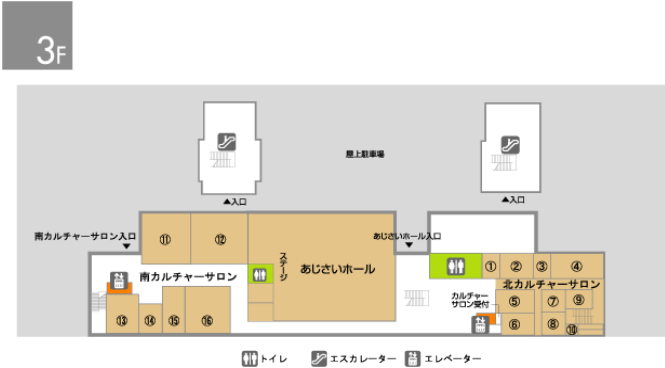 3F
屋上駐車場
▲入口
▲入口
南カルチャーサロン入口
▼
あじさいホール入口
▼
⑪
⑫
ステージ
あじさいホール
南カルチャーサロン
①
②
③
④
北カルチャーサロン
カルチャー
サロン受付
⑤
⑦
⑨
⑬
⑭
⑮
⑯
⑥
⑧
⑩
トイレ
エスカレーター
エレベーター